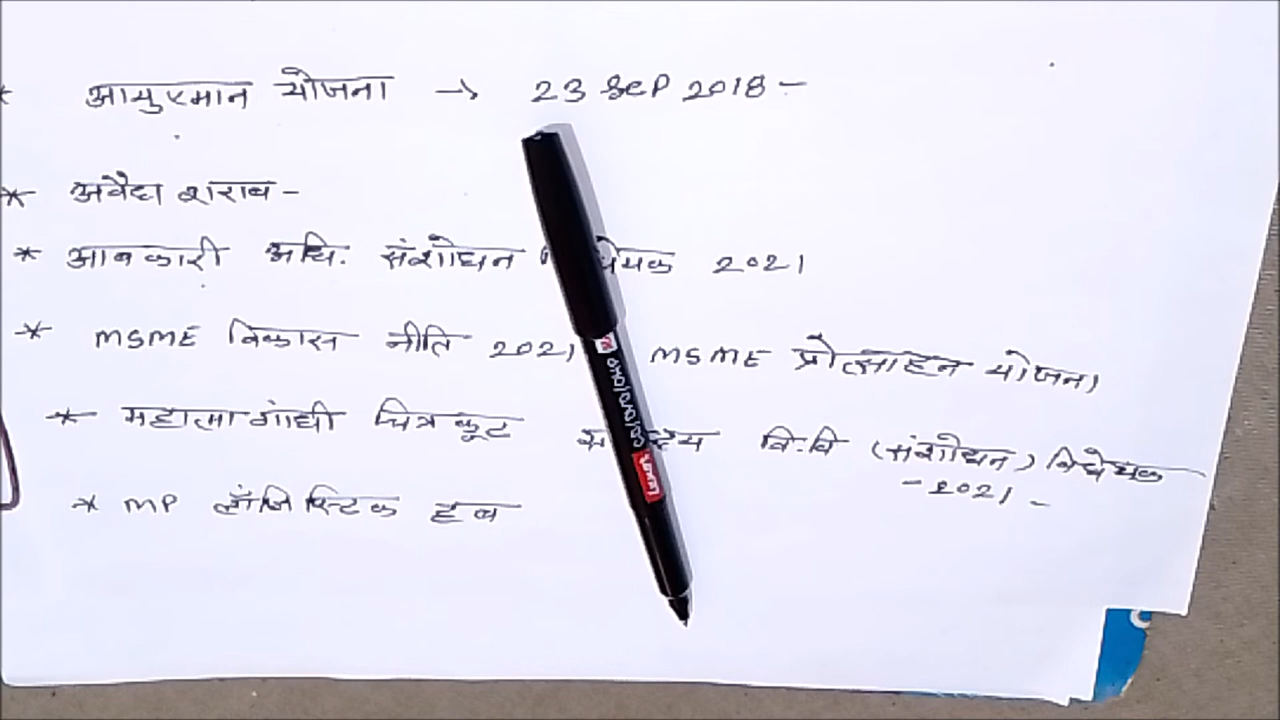 * आयुष्मान योजना → 23 Sep 2018 -
* अवैध शराब -
* आबकारी अधि. संशोधन 2021
* MSME विकास नीति 2021 MSME प्रोत्साहन योजना
* महात्मा गांधी चित्रकूट वि.वि (संशोधन) विधेयक
- 2021 -
* MP लॉजिस्टिक हब